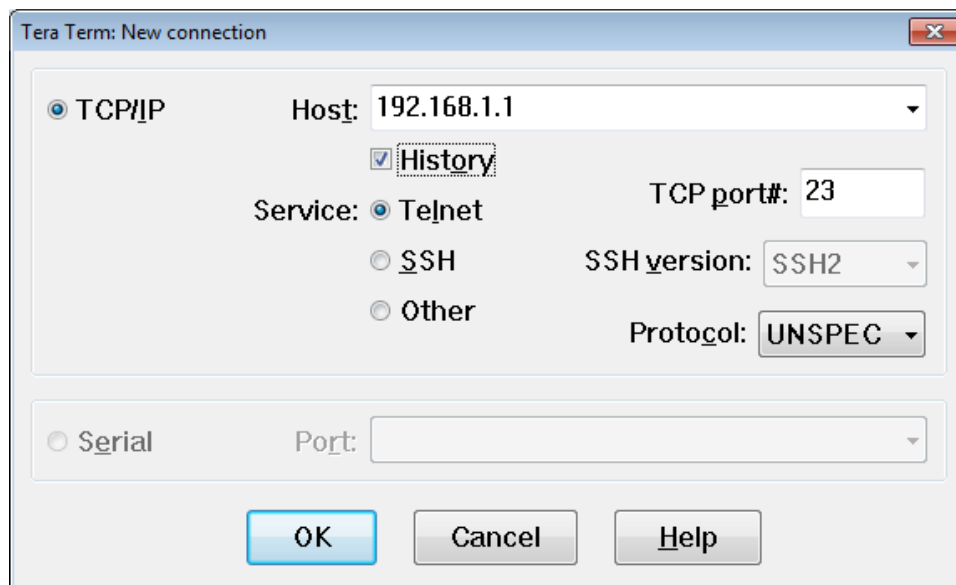 Tera Term: New connection
TCP/IP Host: 192.168.1.1
History
TCP port#: 23
Service: Telnet
SSH SSH version: SSH2
Other
Protocol: UNSPEC
Serial Port:
OK Cancel Help